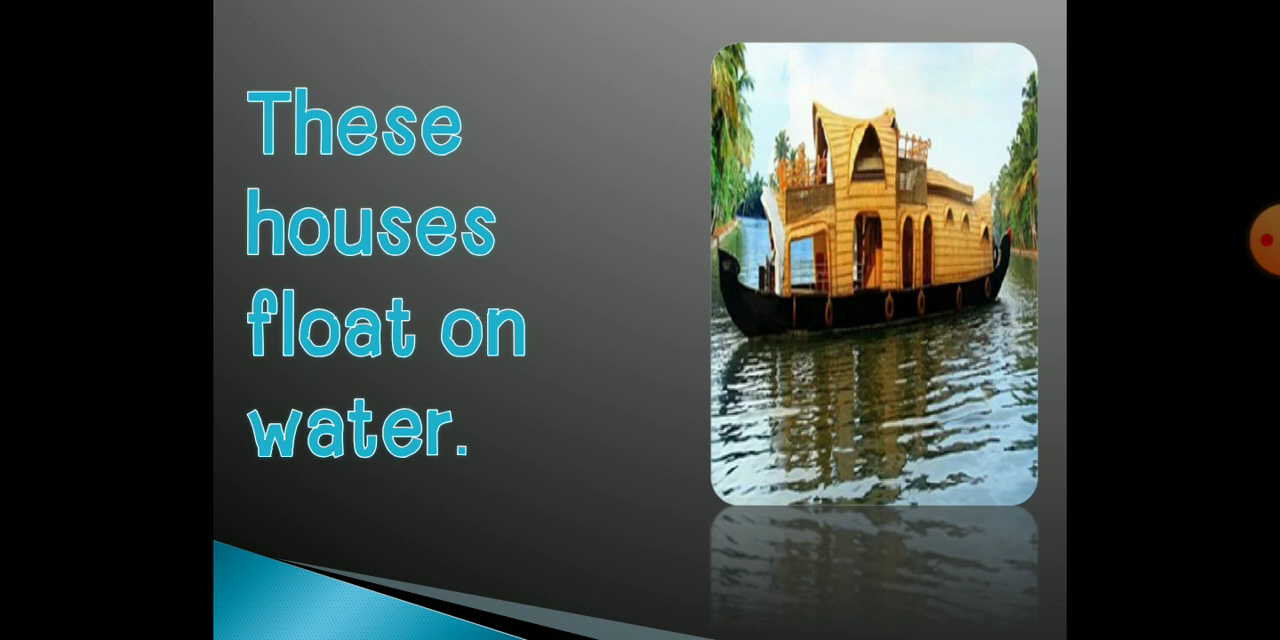 These
houses
float on
water.